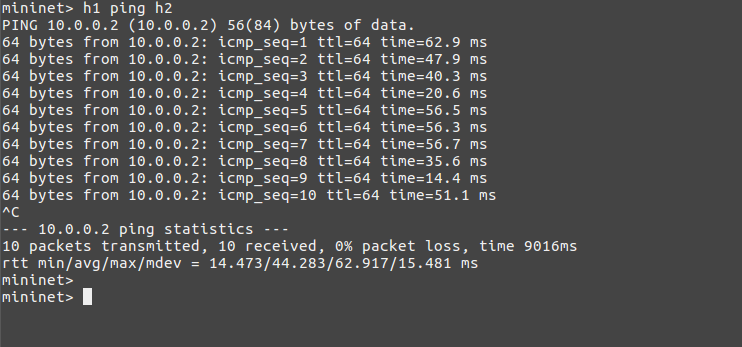 mininet> h1 ping h2
PING 10.0.0.2 (10.0.0.2) 56(84) bytes of data.
64 bytes from 10.0.0.2: icmp_seq=1 ttl=64 time=62.9 ms
64 bytes from 10.0.0.2: icmp_seq=2 ttl=64 time=47.9 ms
64 bytes from 10.0.0.2: icmp_seq=3 ttl=64 time=40.3 ms
64 bytes from 10.0.0.2: icmp_seq=4 ttl=64 time=20.6 ms
64 bytes from 10.0.0.2: icmp_seq=5 ttl=64 time=56.5 ms
64 bytes from 10.0.0.2: icmp_seq=6 ttl=64 time=56.3 ms
64 bytes from 10.0.0.2: icmp_seq=7 ttl=64 time=56.7 ms
64 bytes from 10.0.0.2: icmp_seq=8 ttl=64 time=35.6 ms
64 bytes from 10.0.0.2: icmp_seq=9 ttl=64 time=14.4 ms
64 bytes from 10.0.0.2: icmp_seq=10 ttl=64 time=51.1 ms
^C
--- 10.0.0.2 ping statistics ---
10 packets transmitted, 10 received, 0% packet loss, time 9016ms
rtt min/avg/max/mdev = 14.473/44.283/62.917/15.481 ms
mininet>
mininet>